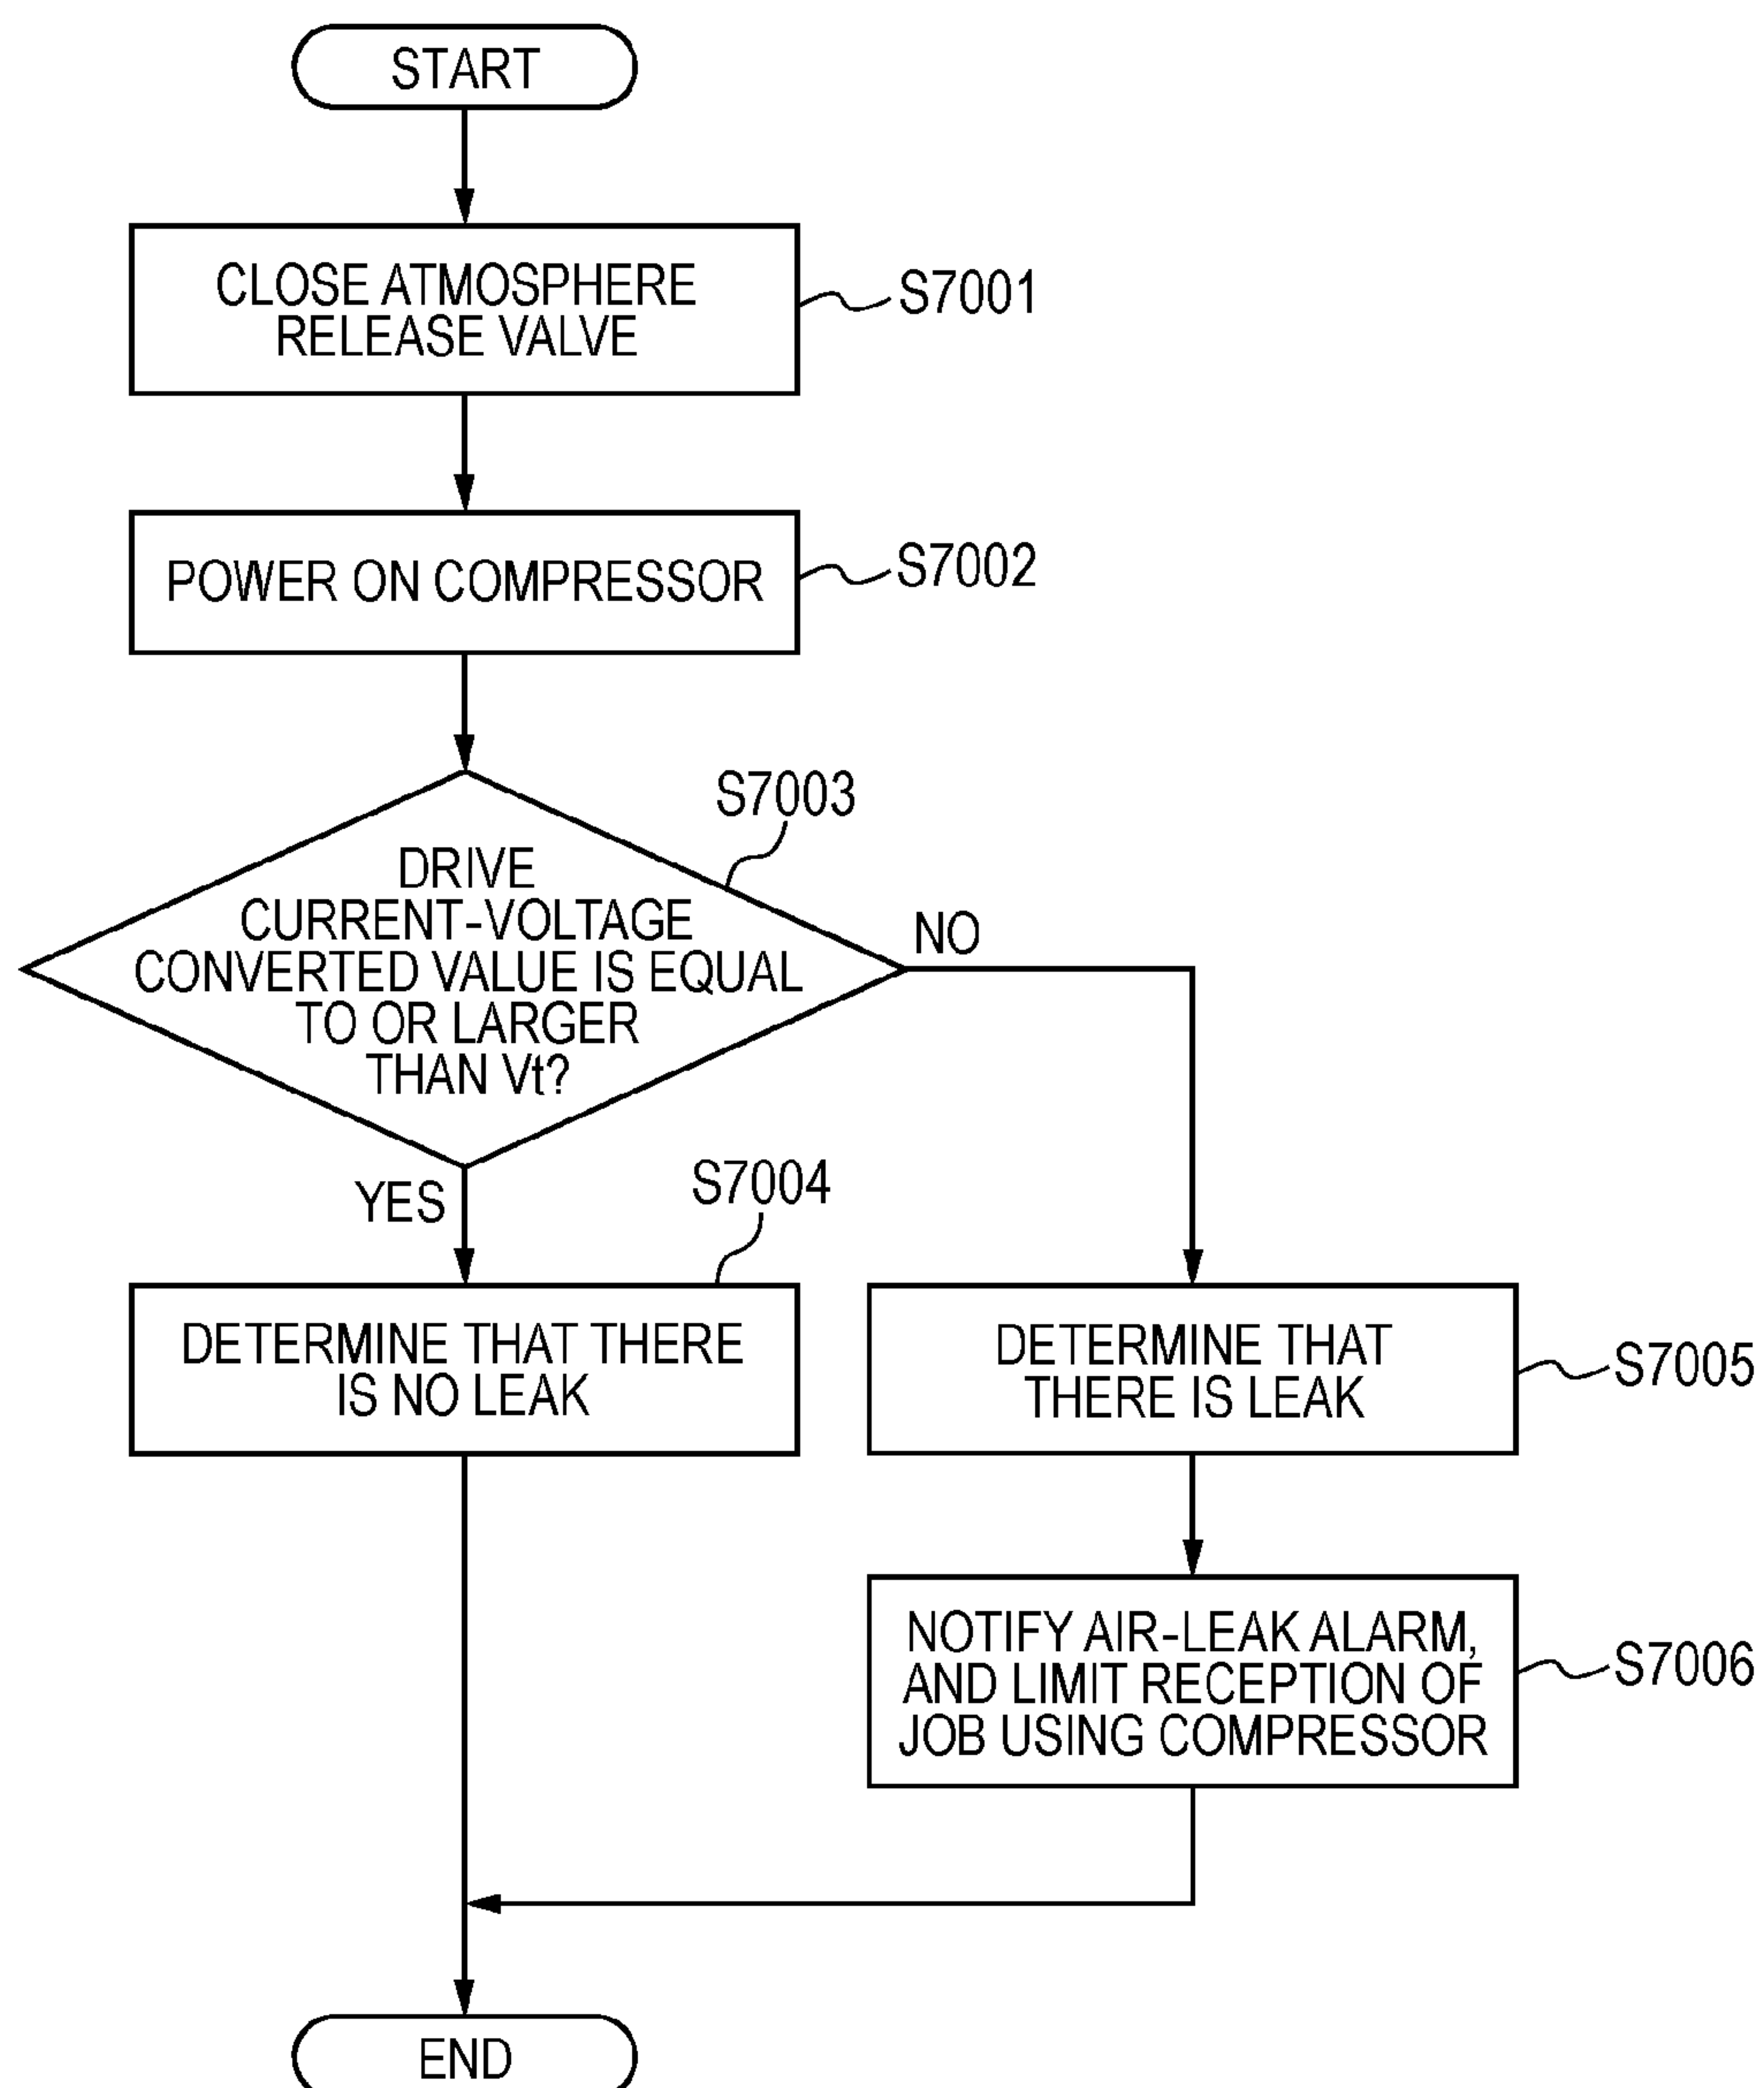 START
CLOSE ATMOSPHERE
RELEASE VALVE
S7001
POWER ON COMPRESSOR
S7002
S7003
DRIVE
CURRENT-VOLTAGE
CONVERTED VALUE IS EQUAL
TO OR LARGER
THAN Vt?
NO
YES
S7004
DETERMINE THAT THERE
IS NO LEAK
DETERMINE THAT
THERE IS LEAK
S7005
NOTIFY AIR-LEAK ALARM,
AND LIMIT RECEPTION OF
JOB USING COMPRESSOR
S7006
END